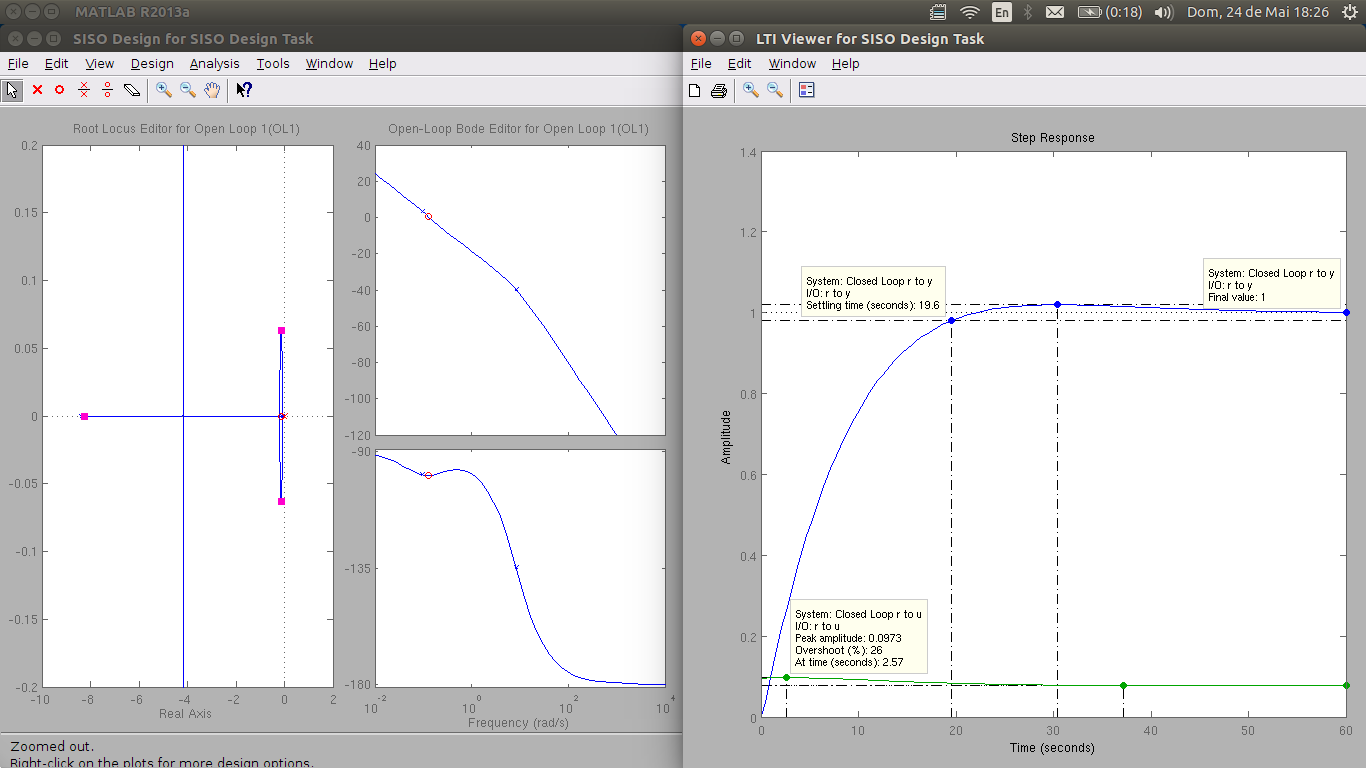 MATLAB R2013a
En
(0:18)
Dom, 24 de Mai 18:26
SISO Design for SISO Design Task
File Edit View Design Analysis Tools Window Help
Root Locus Editor for Open Loop 1(OL1)
0.2
0.15
0.1
0.05
0
-0.05
-0.1
-0.15
-0.2
-10 -8 -6 -4 -2 0 2
Real Axis
Open-Loop Bode Editor for Open Loop 1(OL1)
40
20
0
-20
-40
-60
-80
-100
-120
-90
-135
-180
10^-2 10^0 10^2 10^4
Frequency (rad/s)
Zoomed out.
Right-click on the plots for more design options.
LTI Viewer for SISO Design Task
File Edit Window Help
Step Response
1.4
1.2
1
0.8
0.6
0.4
0.2
0
Amplitude
System: Closed Loop r to y
I/O: r to y
Settling time (seconds): 19.6
System: Closed Loop r to y
I/O: r to y
Final value: 1
System: Closed Loop r to u
I/O: r to u
Peak amplitude: 0.0973
Overshoot (%): 26
At time (seconds): 2.57
0 10 20 30 40 50 60
Time (seconds)